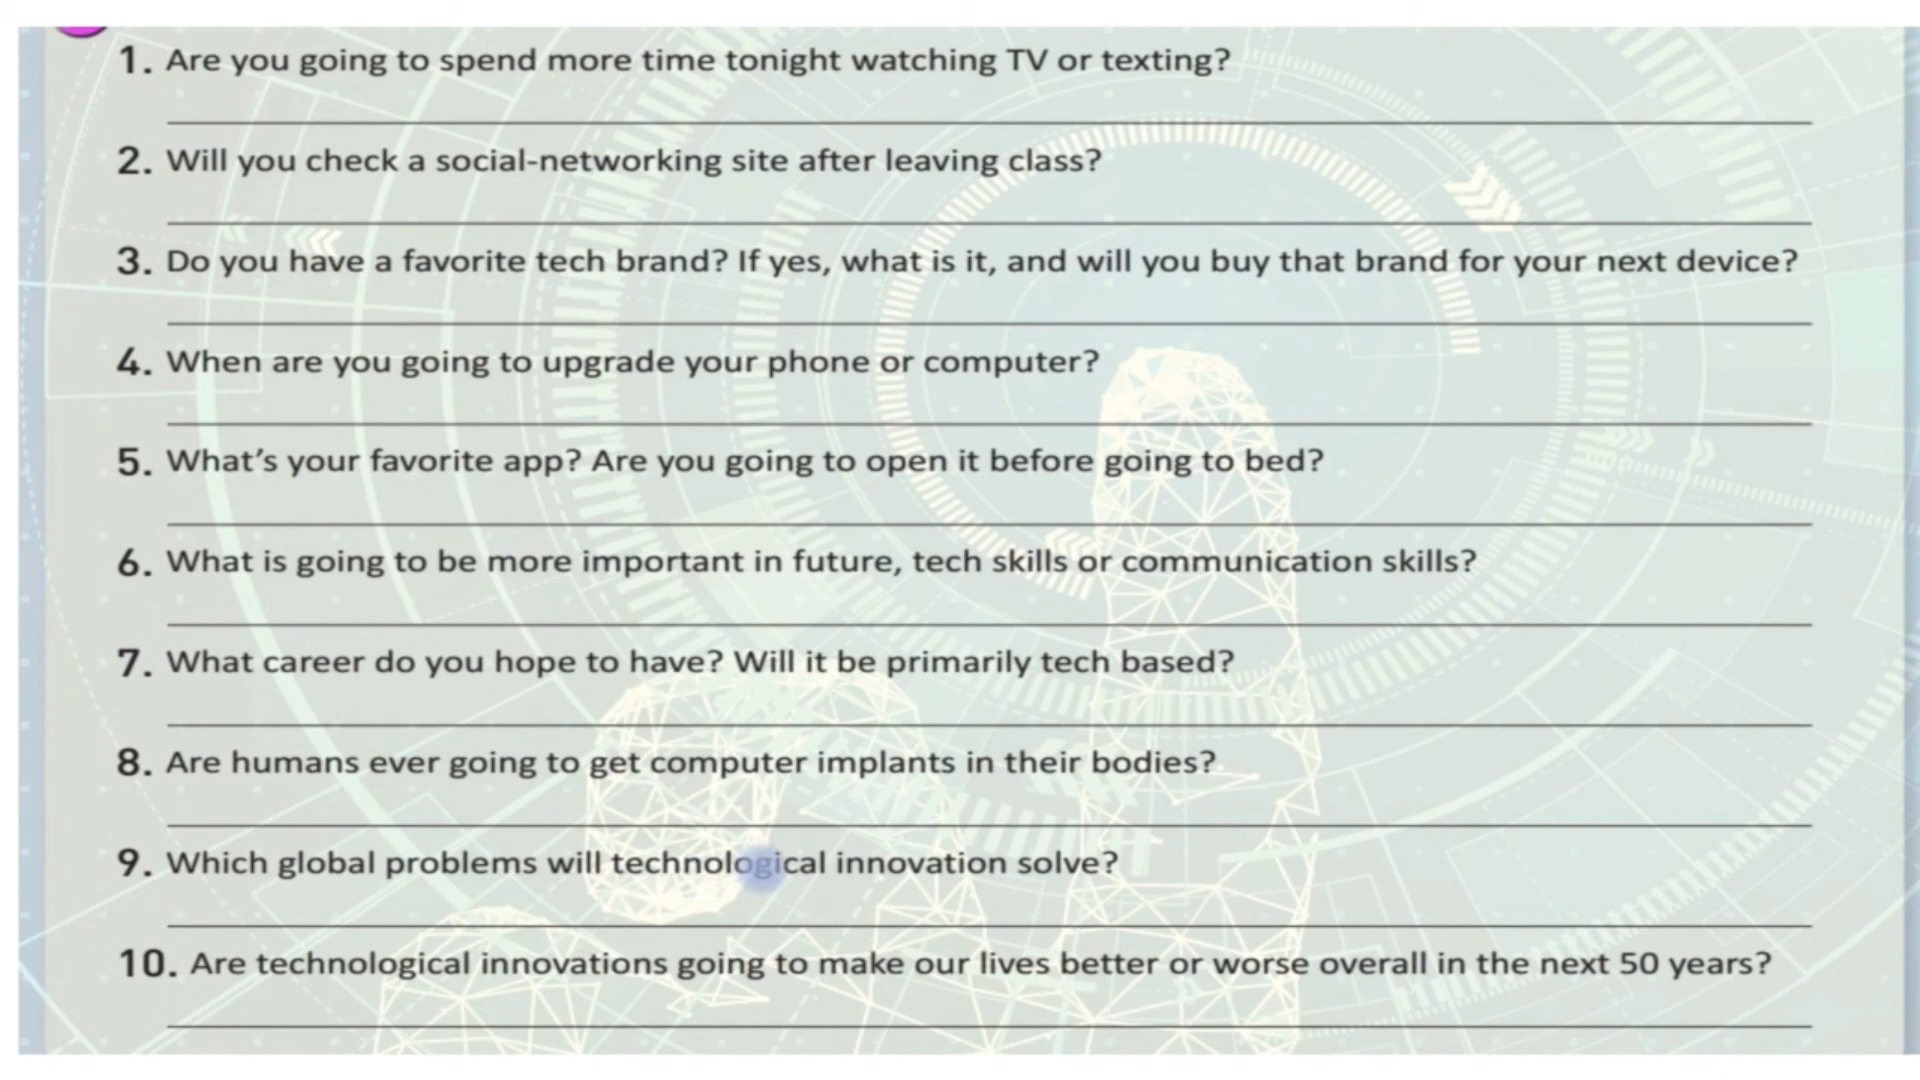 1. Are you going to spend more time tonight watching TV or texting?
2. Will you check a social-networking site after leaving class?
3. Do you have a favorite tech brand? If yes, what is it, and will you buy that brand for your next device?
4. When are you going to upgrade your phone or computer?
5. What's your favorite app? Are you going to open it before going to bed?
6. What is going to be more important in future, tech skills or communication skills?
7. What career do you hope to have? Will it be primarily tech based?
8. Are humans ever going to get computer implants in their bodies?
9. Which global problems will technological innovation solve?
10. Are technological innovations going to make our lives better or worse overall in the next 50 years?